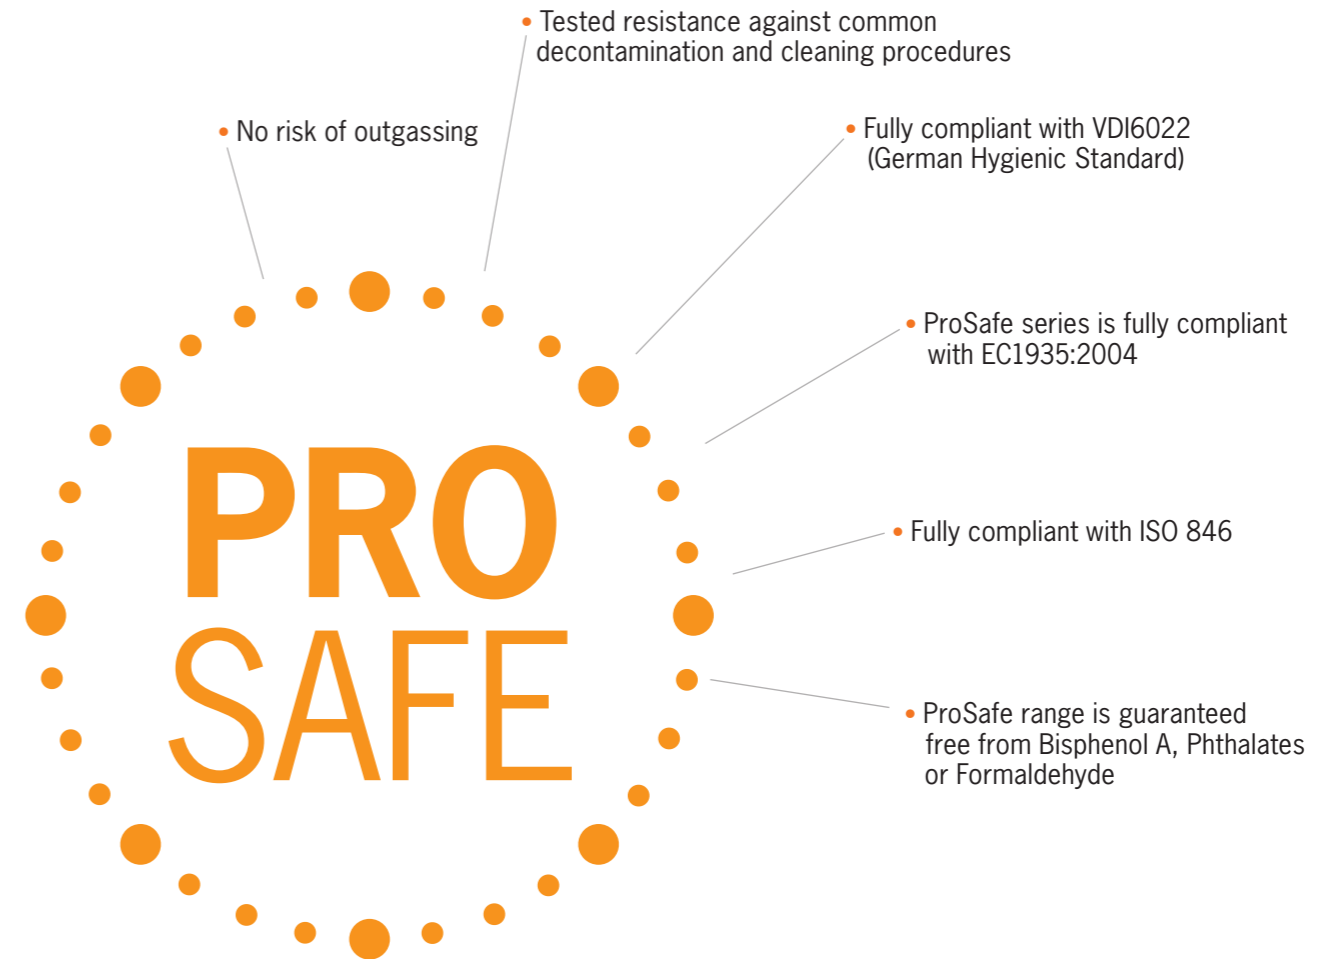 • Tested resistance against common
decontamination and cleaning procedures
• No risk of outgassing
• Fully compliant with VDI6022
(German Hygienic Standard)
• ProSafe series is fully compliant
with EC1935:2004
PRO
SAFE
• Fully compliant with ISO 846
• ProSafe range is guaranteed
free from Bisphenol A, Phthalates
or Formaldehyde